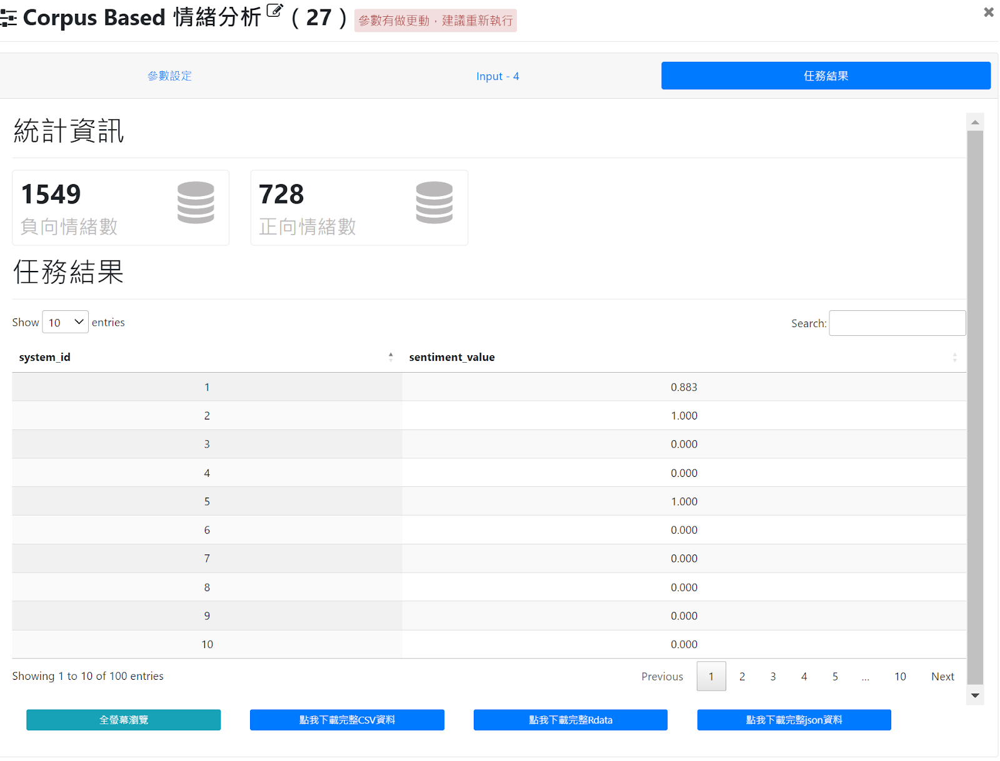 Corpus Based 情緒分析 ( 27 ) 參數有做更動，建議重新執行
參數設定 Input - 4 任務結果
統計資訊
1549 728
負向情緒數 正向情緒數
任務結果
Show 10 entries Search:
system_id sentiment_value
1 0.883
2 1.000
3 0.000
4 0.000
5 1.000
6 0.000
7 0.000
8 0.000
9 0.000
10 0.000
Showing 1 to 10 of 100 entries Previous 1 2 3 4 5 ... 10 Next
全螢幕瀏覽 點我下載完整CSV資料 點我下載完整Rdata 點我下載完整json資料